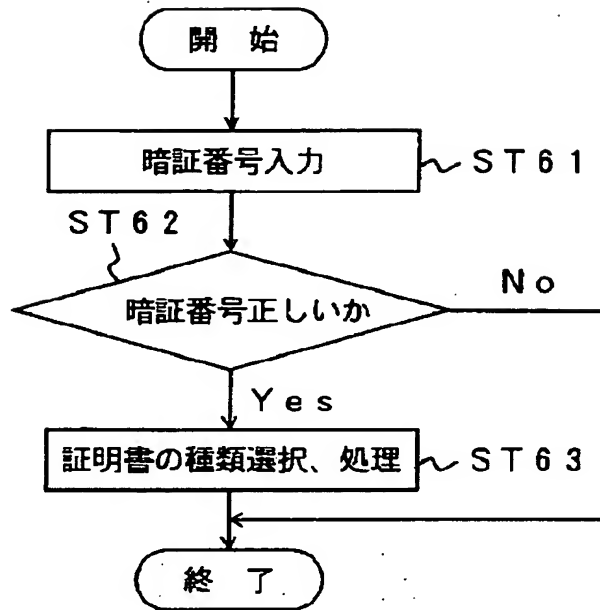 開 始
暗証番号入力 ST61
ST62
暗証番号正しいか
No
Yes
証明書の種類選択、処理 ST63
終 了